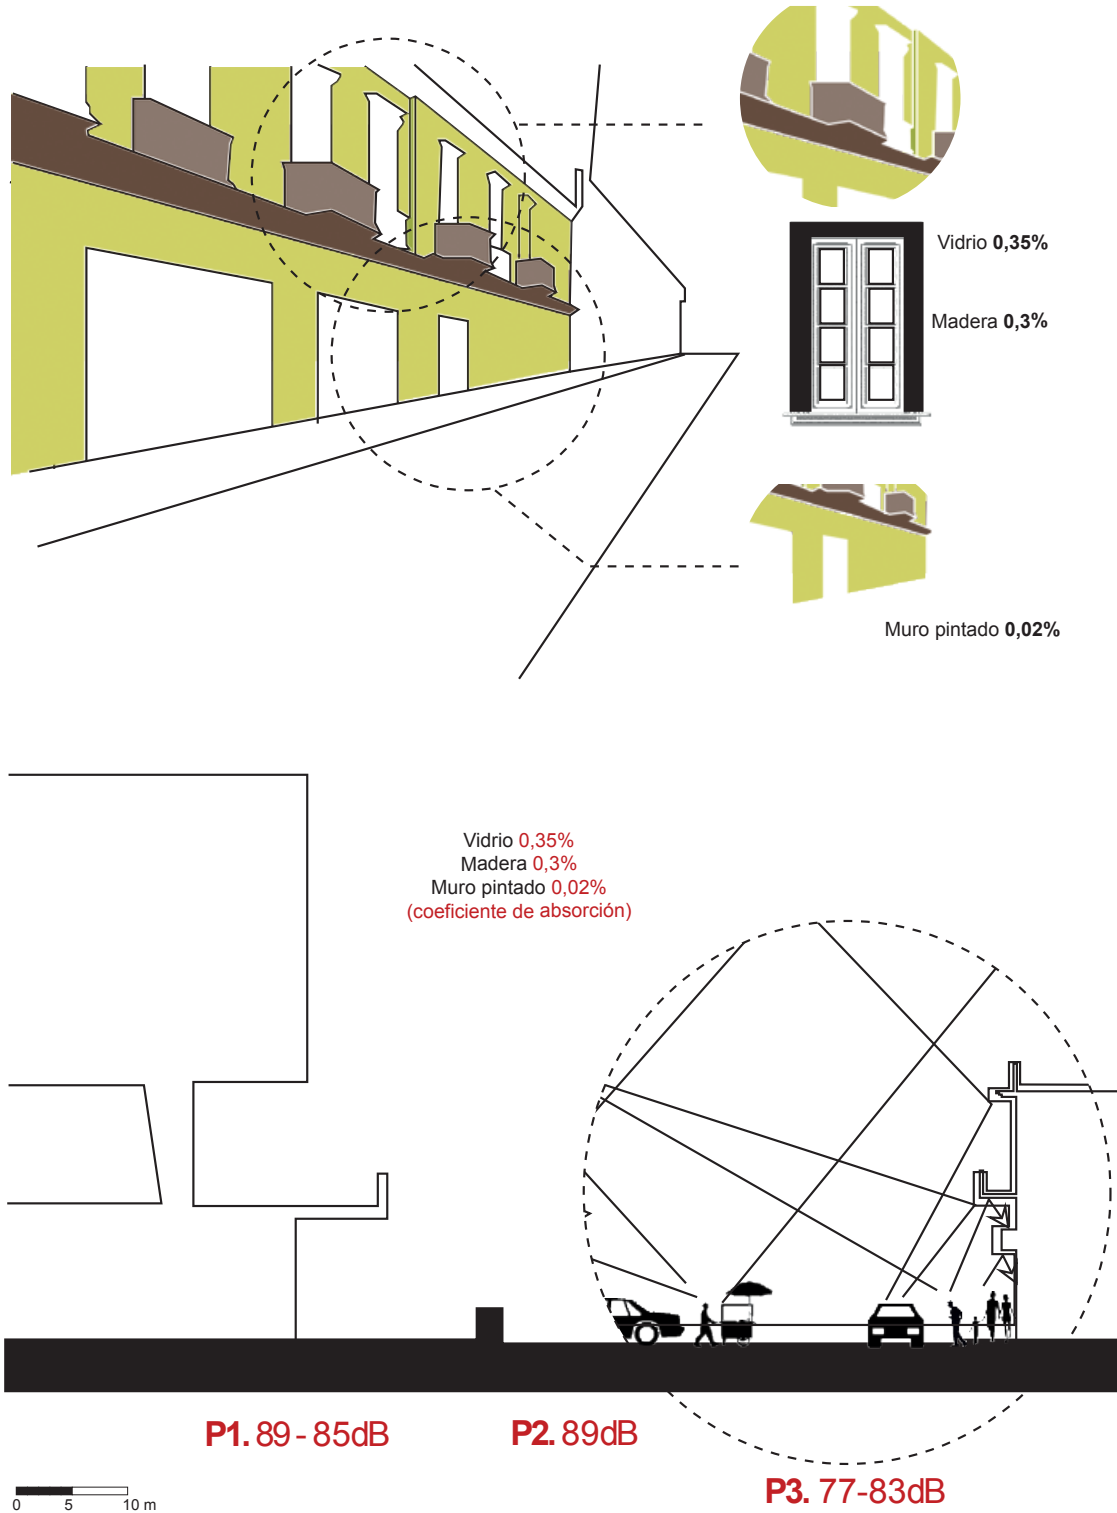 Vidrio 0,35%
Madera 0,3%
Muro pintado 0,02%
Vidrio 0,35%
Madera 0,3%
Muro pintado 0,02%
(coeficiente de absorción)
P1. 89 - 85dB
P2. 89dB
P3. 77-83dB
0 5 10 m